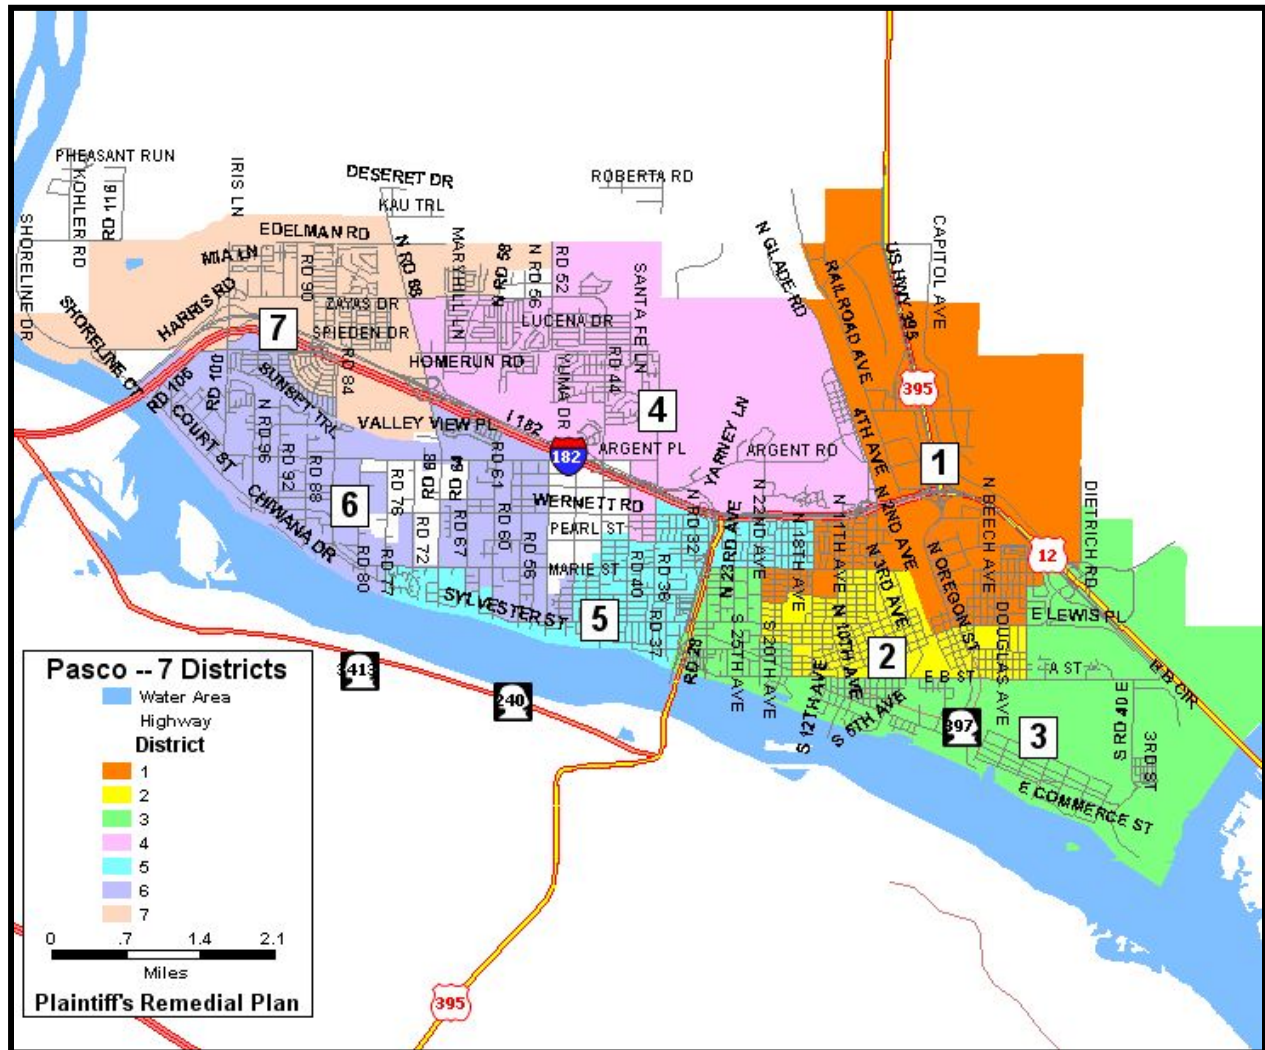 PHEASANT RUN
KOHLER RD
RD 116
IRIS LN
DESERET DR
KAU TRL
ROBERTA RD
SHORELINE DR
EDELMAN RD
MIA LN
RD 90
N RD 68
MARYHILL LN
N RD 58
N RD 56
RD 52
SANTA FE LN
N GLADE RD
RAILROAD AVE
US HWY 395
CAPITOL AVE
HARRIS RD
ZAYAS DR
SPIEDEN DR
LUCENA DR
SHORELINE CT
7
HOMERUN RD
RD 44
YUMA DR
395
RD 106
RD 100
SUNSET TRL
RD 84
VALLEY VIEW PL
I 182
4
YARNEY LN
4TH AVE
COURT ST
N RD 96
RD 92
RD 88
182
ARGENT PL
ARGENT RD
1
6
RD 76
RD 72
RD 67
RD 64
RD 61
RD 60
RD 56
WERNETT RD
PEARL ST
N RD 32
N 22ND AVE
N 23RD AVE
N 18TH AVE
N 11TH AVE
N 2ND AVE
N 3RD AVE
N BEECH AVE
DIETRICH RD
CHIWANA DR
RD 80
RD 77
MARIE ST
RD 40
RD 36
12
SYLVESTER ST
5
RD 37
N OREGON ST
E LEWIS PL
DOUGLAS AVE
N 10TH AVE
2
RD 28
S 25TH AVE
S 20TH AVE
S 12TH AVE
S 5TH AVE
E B ST
A ST
E B CIR
397
3
S RD 40 E
3RD ST
E COMMERCE ST
3413
240
395
Pasco -- 7 Districts
Water Area
Highway
District
1
2
3
4
5
6
7
0 .7 1.4 2.1
Miles
Plaintiff's Remedial Plan